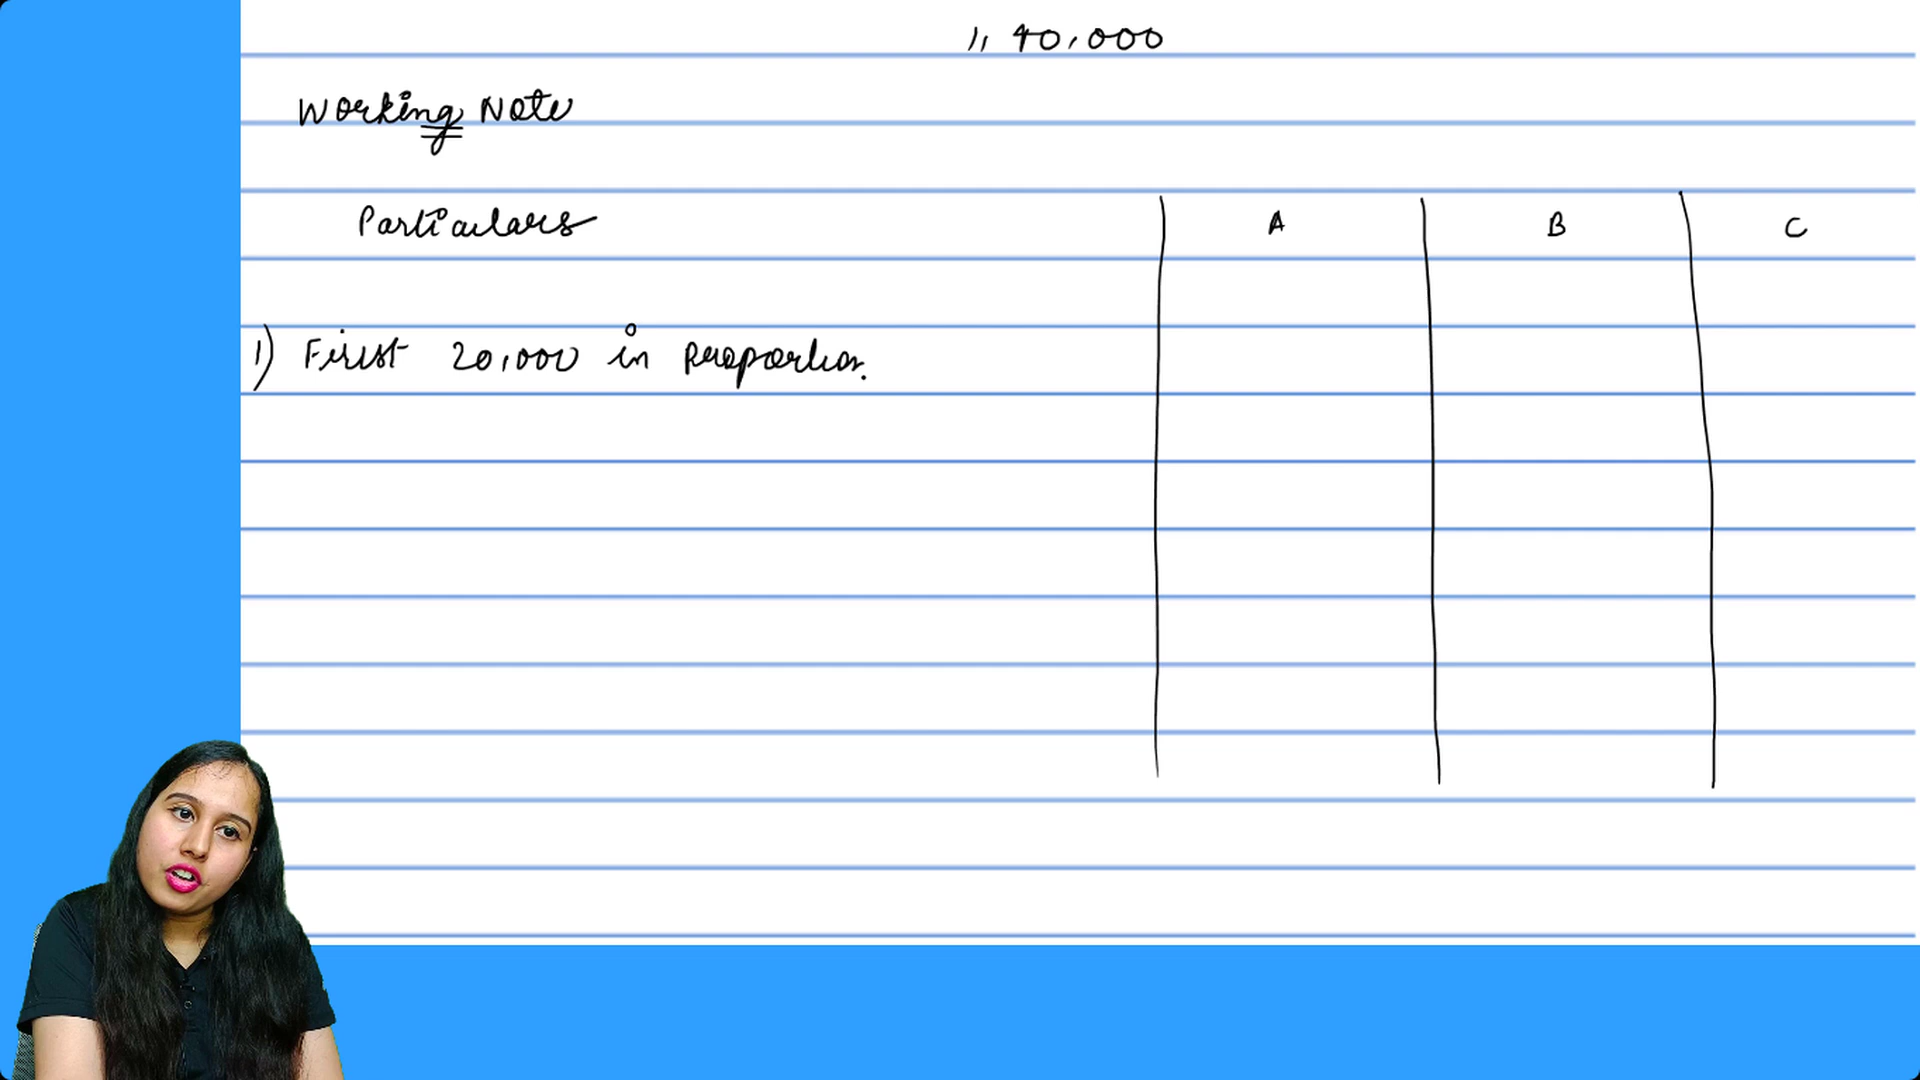 1,40,000
Working Note
Particulars A B C
1) First 20,000 in Proportion.